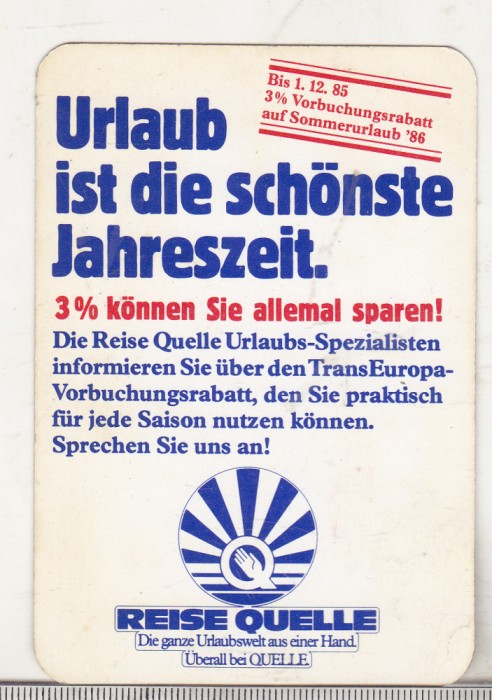 Bis 1. 12. 85
3% Vorbuchungsrabatt
auf Sommerurlaub '86
Urlaub
ist die schönste
Jahreszeit.
3% können Sie allemal sparen!
Die Reise Quelle Urlaubs-Spezialisten
informieren Sie über den TransEuropa-
Vorbuchungsrabatt, den Sie praktisch
für jede Saison nutzen können.
Sprechen Sie uns an!
REISE QUELLE
Die ganze Urlaubswelt aus einer Hand.
Überall bei QUELLE.